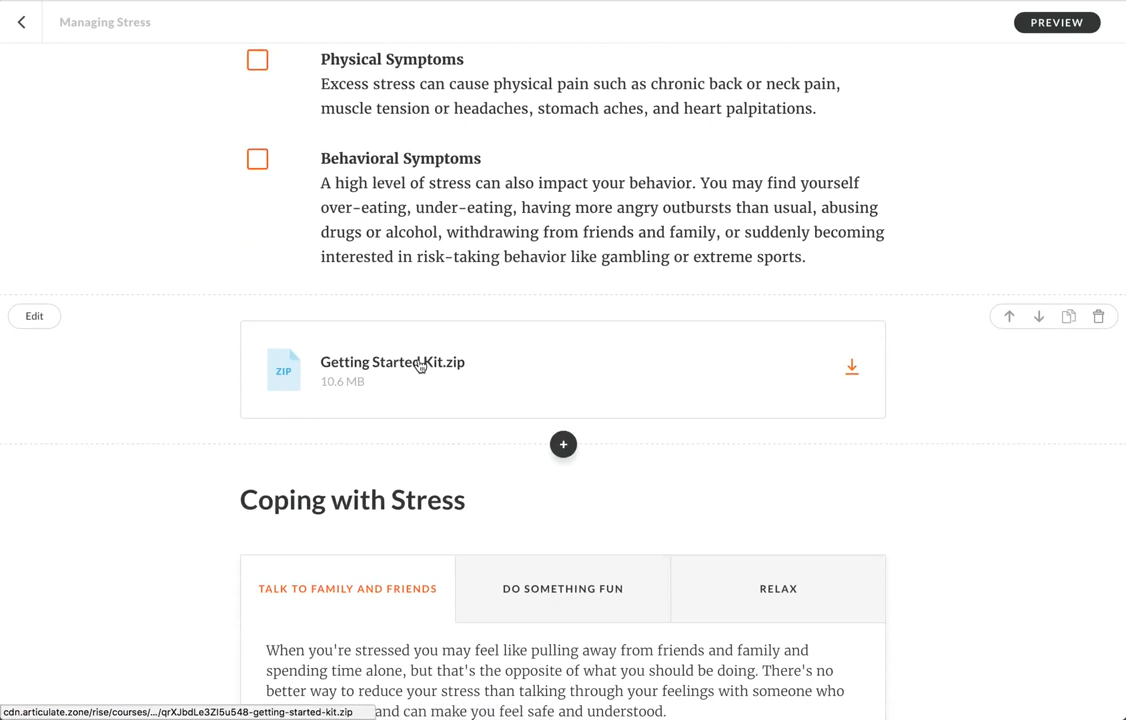 Managing Stress
PREVIEW
Physical Symptoms
Excess stress can cause physical pain such as chronic back or neck pain,
muscle tension or headaches, stomach aches, and heart palpitations.
Behavioral Symptoms
A high level of stress can also impact your behavior. You may find yourself
over-eating, under-eating, having more angry outbursts than usual, abusing
drugs or alcohol, withdrawing from friends and family, or suddenly becoming
interested in risk-taking behavior like gambling or extreme sports.
Edit
ZIP
Getting Started Kit.zip
10.6 MB
+
Coping with Stress
TALK TO FAMILY AND FRIENDS
DO SOMETHING FUN
RELAX
When you're stressed you may feel like pulling away from friends and family and
spending time alone, but that's the opposite of what you should be doing. There's no
better way to reduce your stress than talking through your feelings with someone who
and can make you feel safe and understood.
cdn.articulate.zone/rise/courses/.../qrXJbdLe3ZI5u548-getting-started-kit.zip